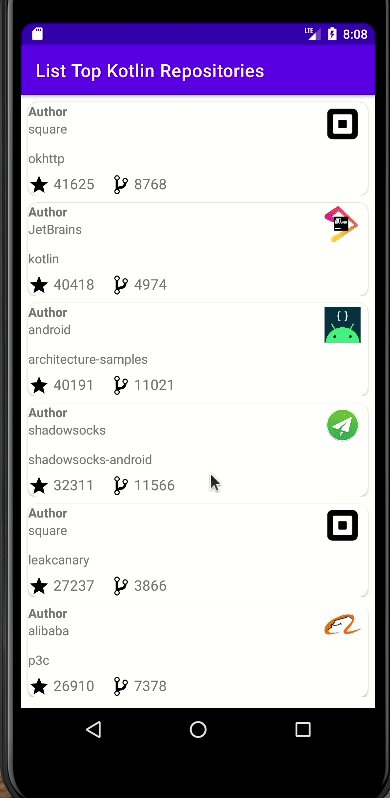 LTE 8:08
List Top Kotlin Repositories
Author
square
okhttp
41625 8768
Author
JetBrains
kotlin
40418 4974
Author
{ }
android
architecture-samples
40191 11021
Author
shadowsocks
shadowsocks-android
32311 11566
Author
square
leakcanary
27237 3866
Author
alibaba
p3c
26910 7378